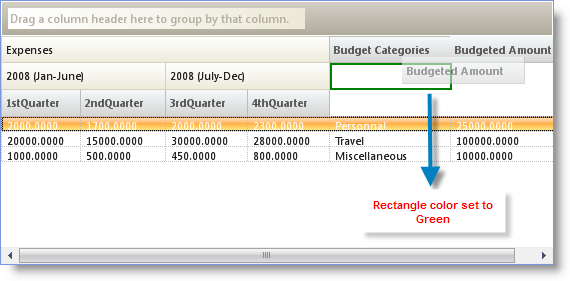 Drag a column header here to group by that column.
Expenses Budget Categories Budgeted Amount
2008 (Jan-June) 2008 (July-Dec) Budgeted Amount
1stQuarter 2ndQuarter 3rdQuarter 4thQuarter
2000.0000 1700.0000 2000.0000 2300.0000 Personnal 25000.0000
20000.0000 15000.0000 30000.0000 28000.0000 Travel 100000.0000
1000.0000 500.0000 450.0000 800.0000 Miscellaneous 10000.0000
Rectangle color set to
Green